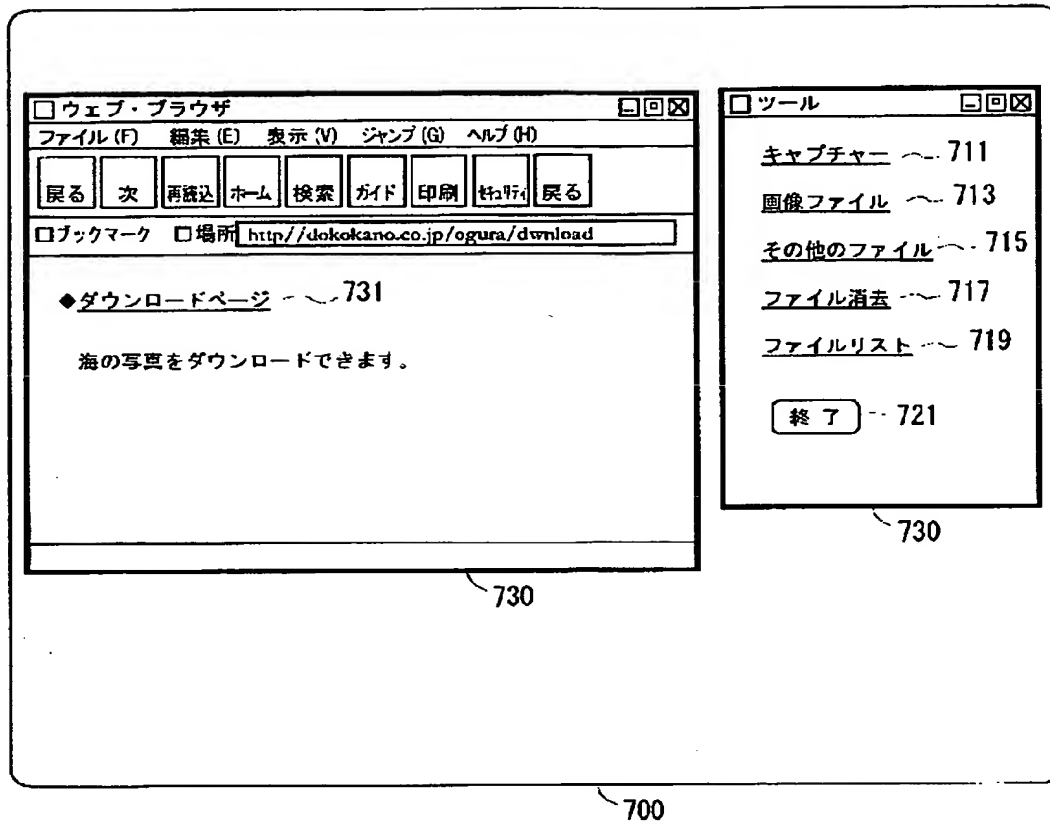 ウェブ・ブラウザ
ファイル (F) 編集 (E) 表示 (V) ジャンプ (G) ヘルプ (H)
戻る 次 再読込 ホーム 検索 ガイド 印刷 セキュリティ 戻る
ブックマーク 場所 http//dokokano.co.jp/ogura/dwnload
◆ダウンロードページ 731
海の写真をダウンロードできます。
730
ツール
キャプチャー 711
画像ファイル 713
その他のファイル 715
ファイル消去 717
ファイルリスト 719
終了 721
730
700